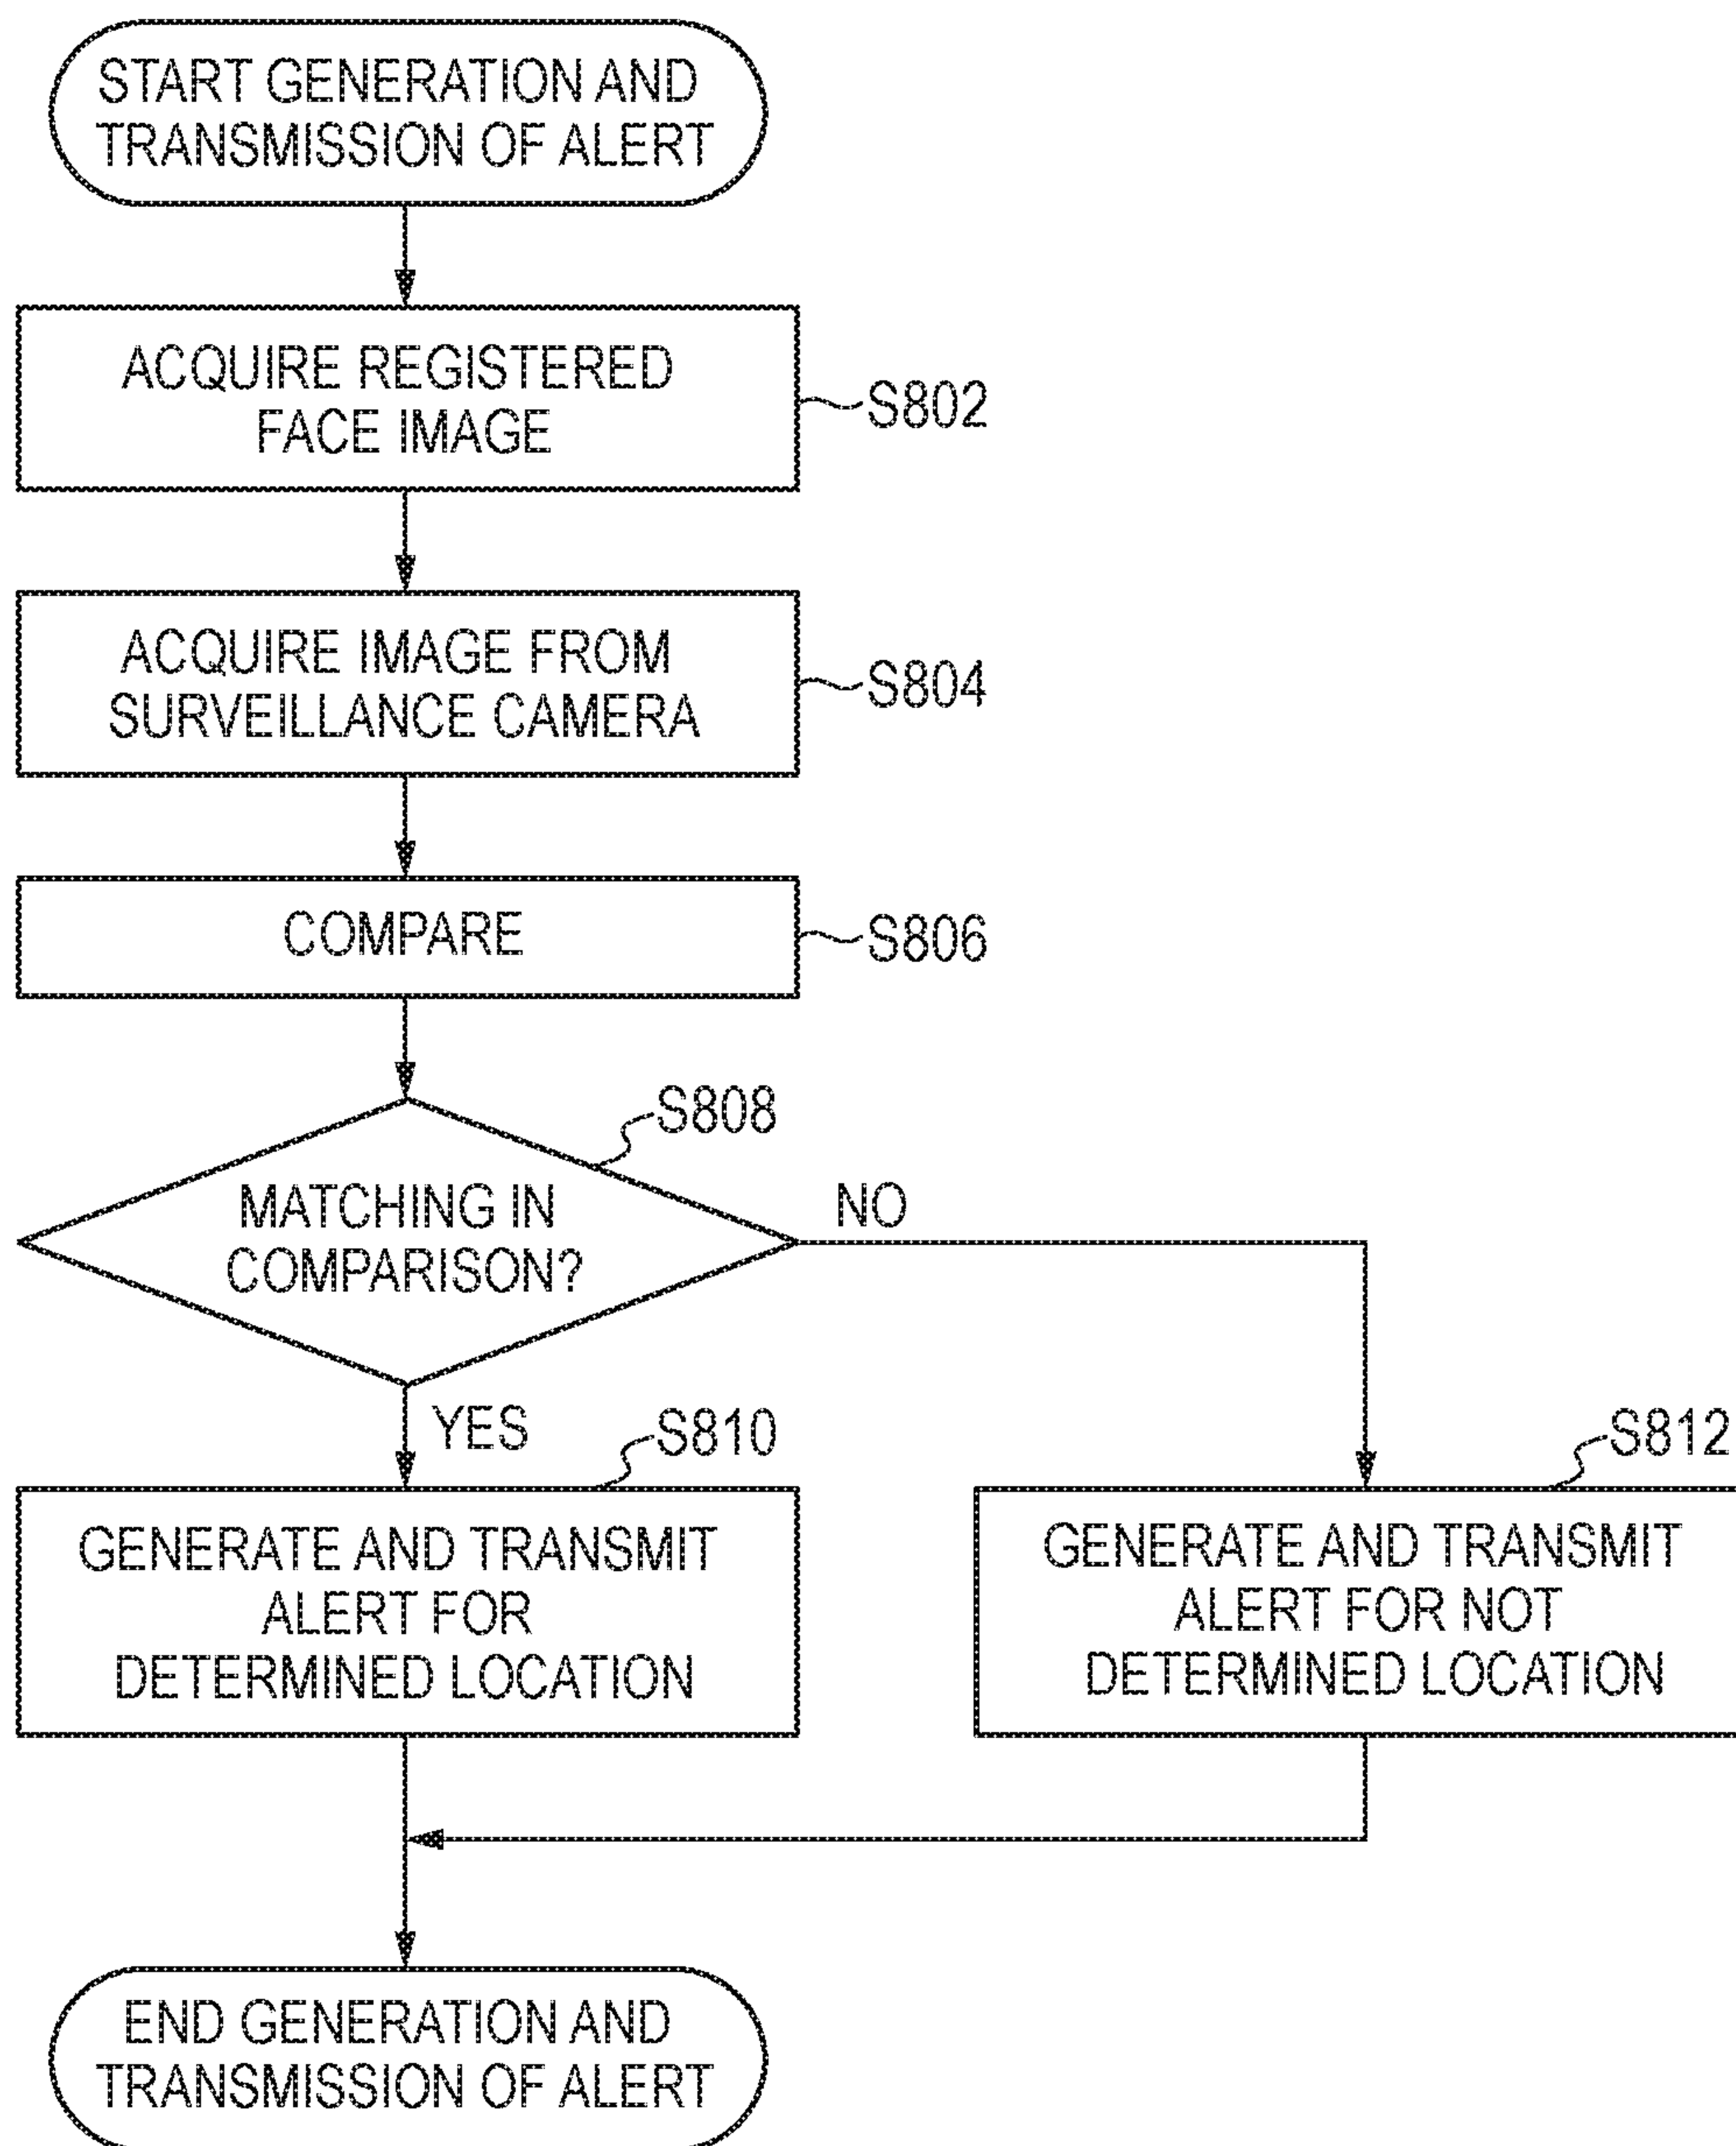 START GENERATION AND
TRANSMISSION OF ALERT
ACQUIRE REGISTERED
FACE IMAGE
S802
ACQUIRE IMAGE FROM
SURVEILLANCE CAMERA
S804
COMPARE
S806
S808
MATCHING IN
COMPARISON?
NO
YES
S810
S812
GENERATE AND TRANSMIT
ALERT FOR
DETERMINED LOCATION
GENERATE AND TRANSMIT
ALERT FOR NOT
DETERMINED LOCATION
END GENERATION AND
TRANSMISSION OF ALERT